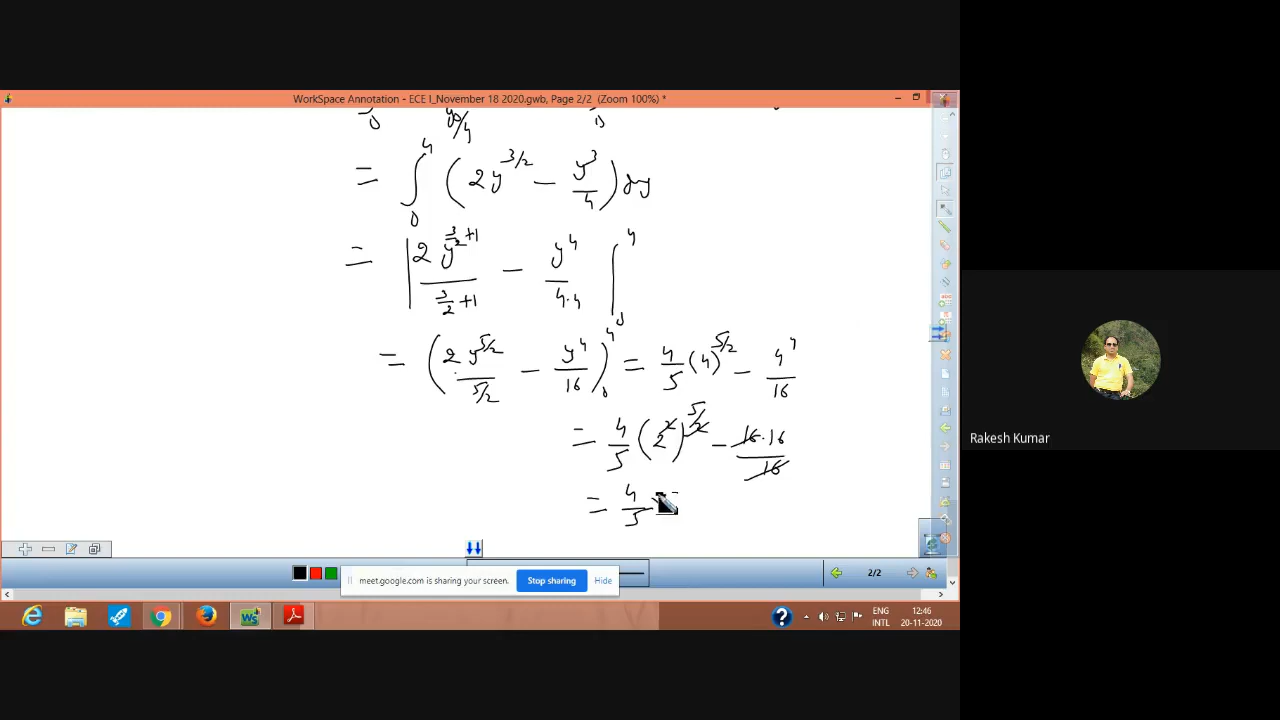 WorkSpace Annotation - ECE I_November 18 2020.gwb, Page 2/2 (Zoom 100%) *
= ∫₀⁴ (2y^{3/2} − y³/4) dy
= | 2y^{3/2+1}/(3/2+1) − y⁴/4·4 |₀⁴
= (2y^{5/2}/(5/2) − y⁴/16)₀⁴ = 4/5 (4)^{5/2} − 4⁴/16
= 4/5 (2²)^{5/2} − 16·16/16
= 4/5
Rakesh Kumar
2/2
meet.google.com is sharing your screen. Stop sharing Hide
ENG 12:46
INTL 20-11-2020